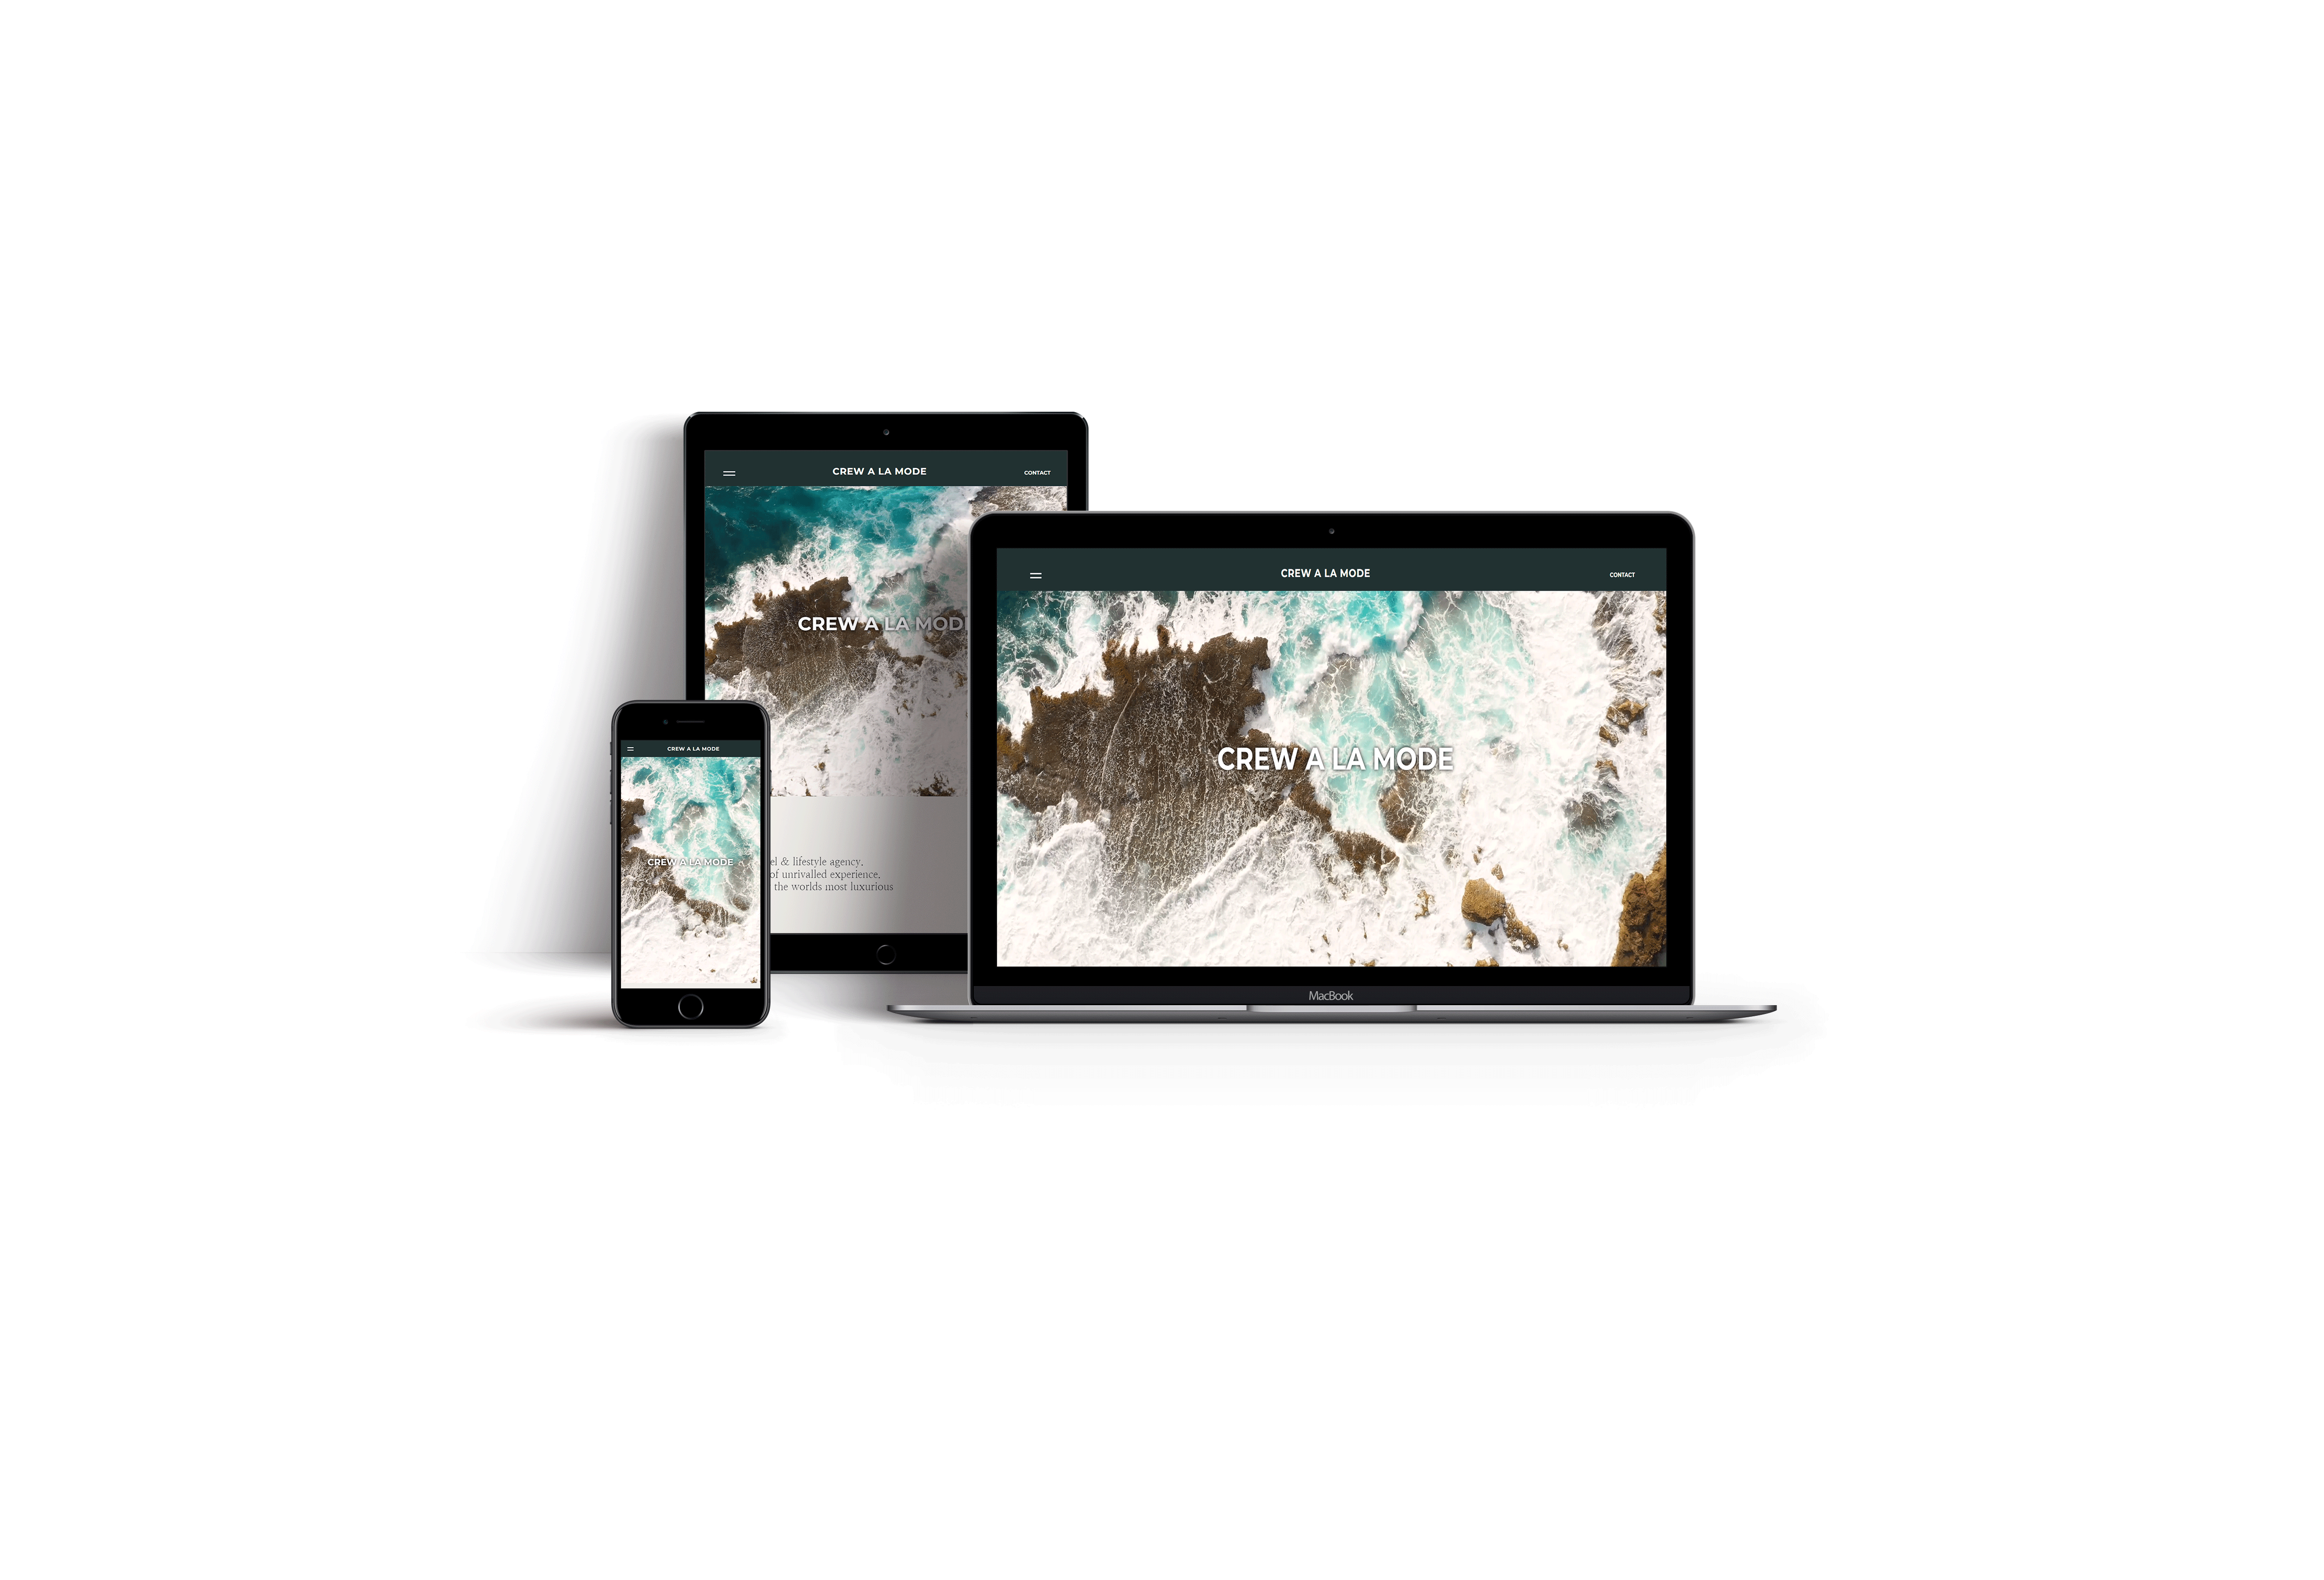 CREW A LA MODE
CONTACT
CREW A LA MOD
CREW A LA MODE
CREW A LA MODE
el & lifestyle agency,
of unrivalled experience,
the worlds most luxurious
CREW A LA MODE
CONTACT
CREW A LA MODE
MacBook